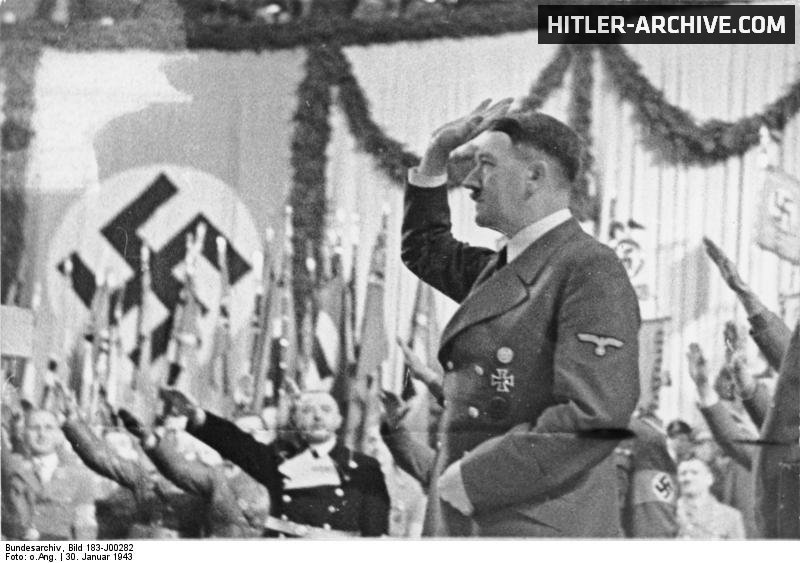 HITLER-ARCHIVE.COM
Bundesarchiv, Bild 183-J00282
Foto: o.Ang. | 30. Januar 1943